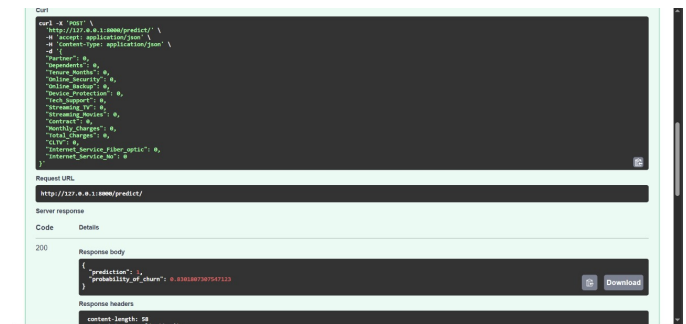 Curl
curl -X 'POST' \
'http://127.0.0.1:8000/predict/' \
-H 'accept: application/json' \
-H 'Content-Type: application/json' \
-d '{
"Partner": 0,
"Dependents": 0,
"Tenure_Months": 0,
"Online_Security": 0,
"Online_Backup": 0,
"Device_Protection": 0,
"Tech_Support": 0,
"Streaming_TV": 0,
"Streaming_Movies": 0,
"Contract": 0,
"Monthly_Charges": 0,
"Total_Charges": 0,
"CLTV": 0,
"Internet_Service_Fiber_optic": 0,
"Internet_Service_No": 0
}'
Request URL
http://127.0.0.1:8000/predict/
Server response
Code Details
200
Response body
{
"prediction": 1,
"probability_of_churn": 0.8301807307547123
}
Download
Response headers
content-length: 58